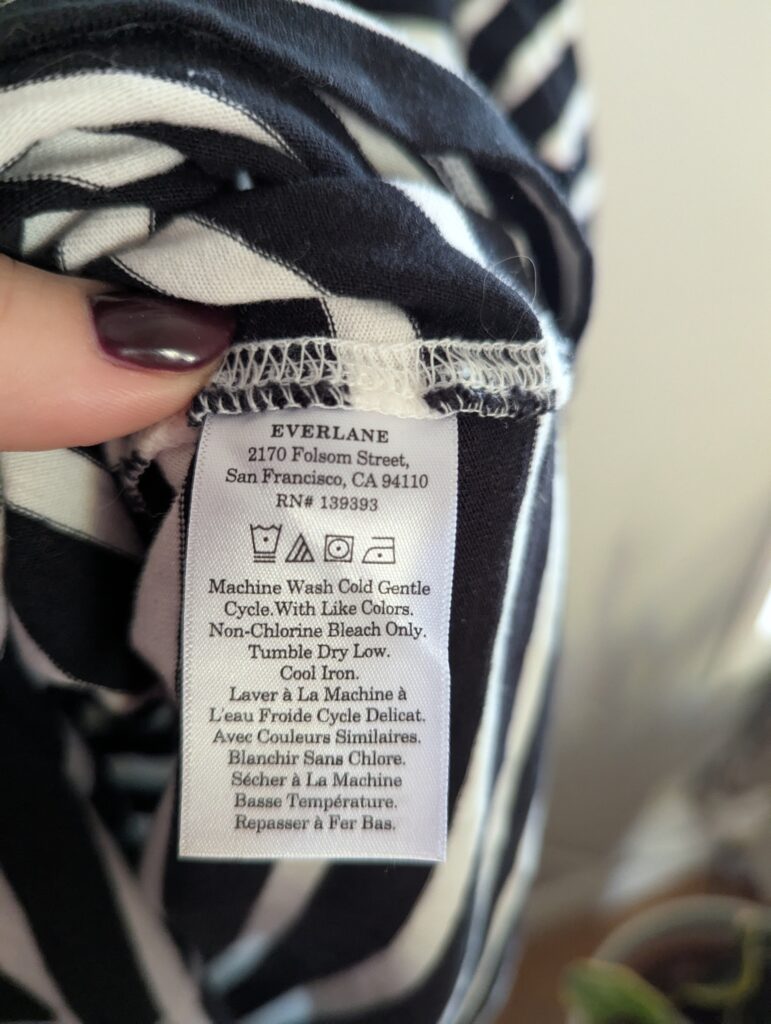 EVERLANE
2170 Folsom Street,
San Francisco, CA 94110
RN# 139393
Machine Wash Cold Gentle
Cycle.With Like Colors.
Non-Chlorine Bleach Only.
Tumble Dry Low.
Cool Iron.
Laver à La Machine à
L'eau Froide Cycle Delicat.
Avec Couleurs Similaires.
Blanchir Sans Chlore.
Sécher à La Machine
Basse Température.
Repasser à Fer Bas.